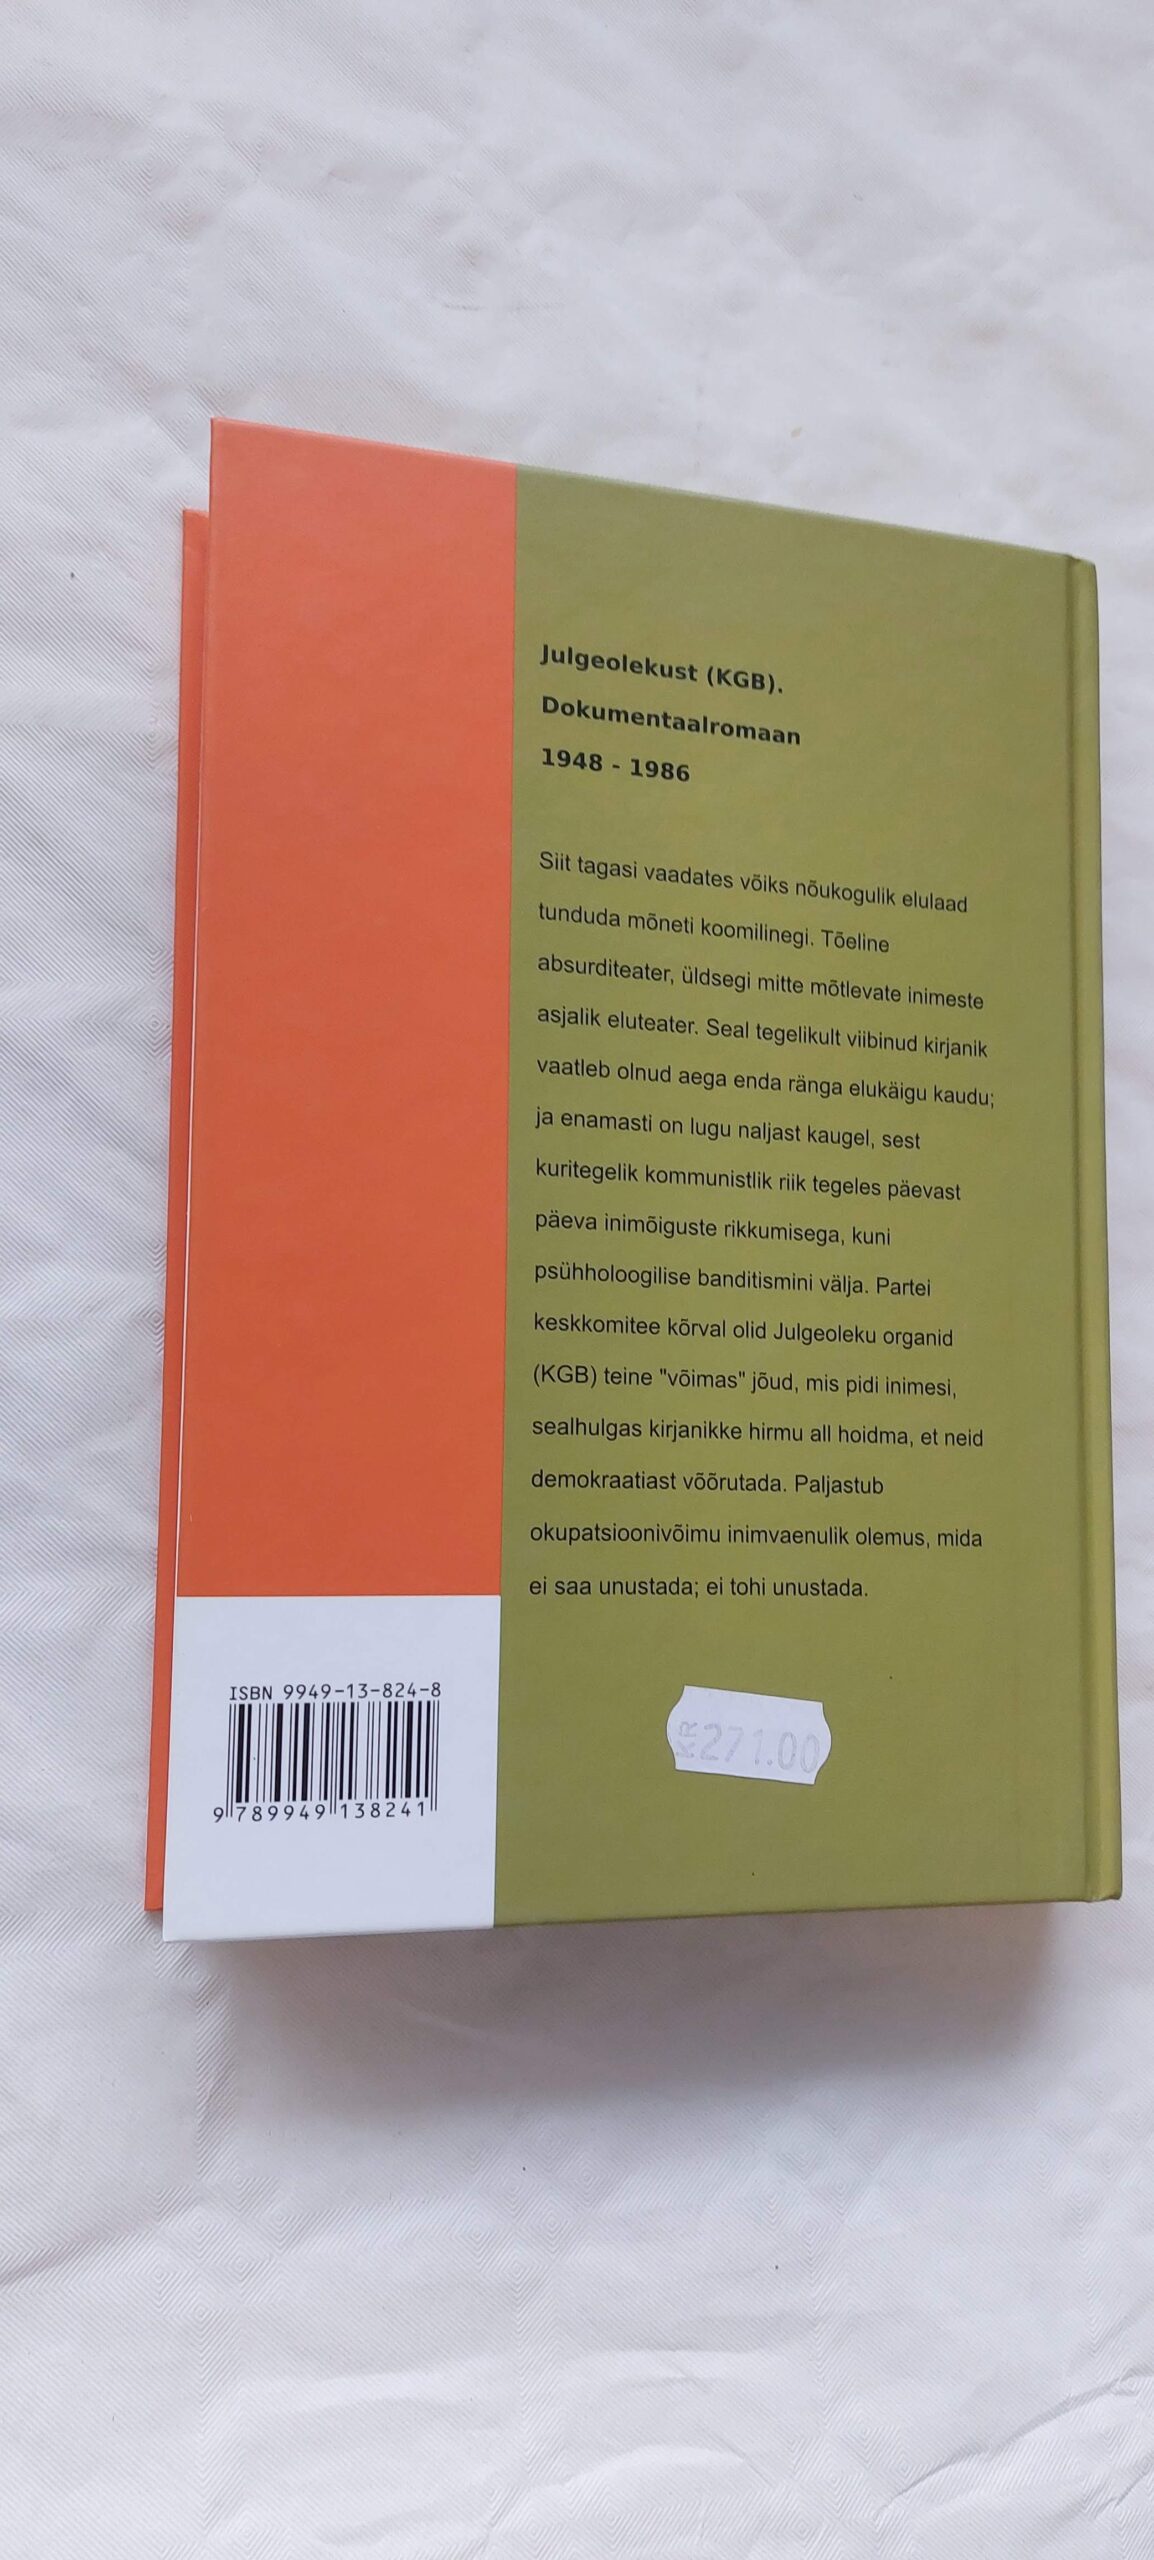 Julgeolekust (KGB).
Dokumentaalromaan
1948 - 1986
Siit tagasi vaadates võiks nõukogulik elulaad
tunduda mõneti koomilinegi. Tõeline
absurditeater, üldsegi mitte mõtlevate inimeste
asjalik eluteater. Seal tegelikult viibinud kirjanik
vaatleb olnud aega enda ränga elukäigu kaudu;
ja enamasti on lugu naljast kaugel, sest
kuritegelik kommunistlik riik tegeles päevast
päeva inimõiguste rikkumisega, kuni
psühholoogilise banditismini välja. Partei
keskkomitee kõrval olid Julgeoleku organid
(KGB) teine "võimas" jõud, mis pidi inimesi,
sealhulgas kirjanikke hirmu all hoidma, et neid
demokraatiast võõrutada. Paljastub
okupatsioonivõimu inimvaenulik olemus, mida
ei saa unustada; ei tohi unustada.
ISBN 9949-13-824-8
9 789949 138241
KR 271.00